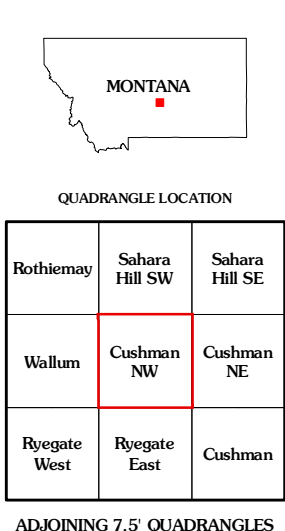 MONTANA
QUADRANGLE LOCATION
Rothiemay
Sahara
Hill SW
Sahara
Hill SE
Wallum
Cushman
NW
Cushman
NE
Ryegate
West
Ryegate
East
Cushman
ADJOINING 7.5' QUADRANGLES